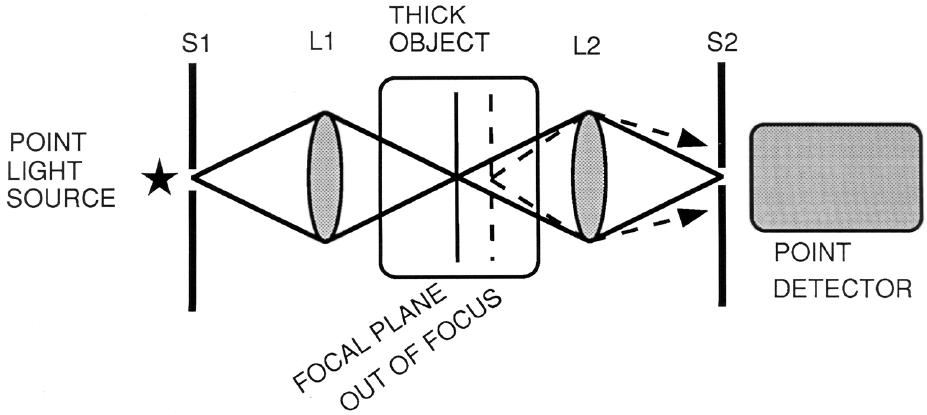 S1
L1
THICK
OBJECT
L2
S2
POINT
LIGHT
SOURCE
POINT
DETECTOR
FOCAL PLANE
OUT OF FOCUS